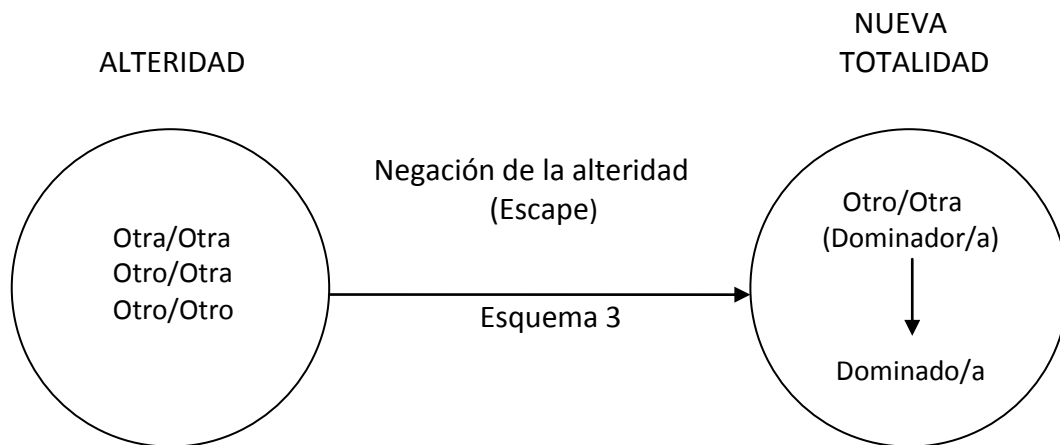 ALTERIDAD
NUEVA
TOTALIDAD
Negación de la alteridad
(Escape)
Esquema 3
Otra/Otra
Otro/Otra
Otro/Otro
Otro/Otra
(Dominador/a)
Dominado/a